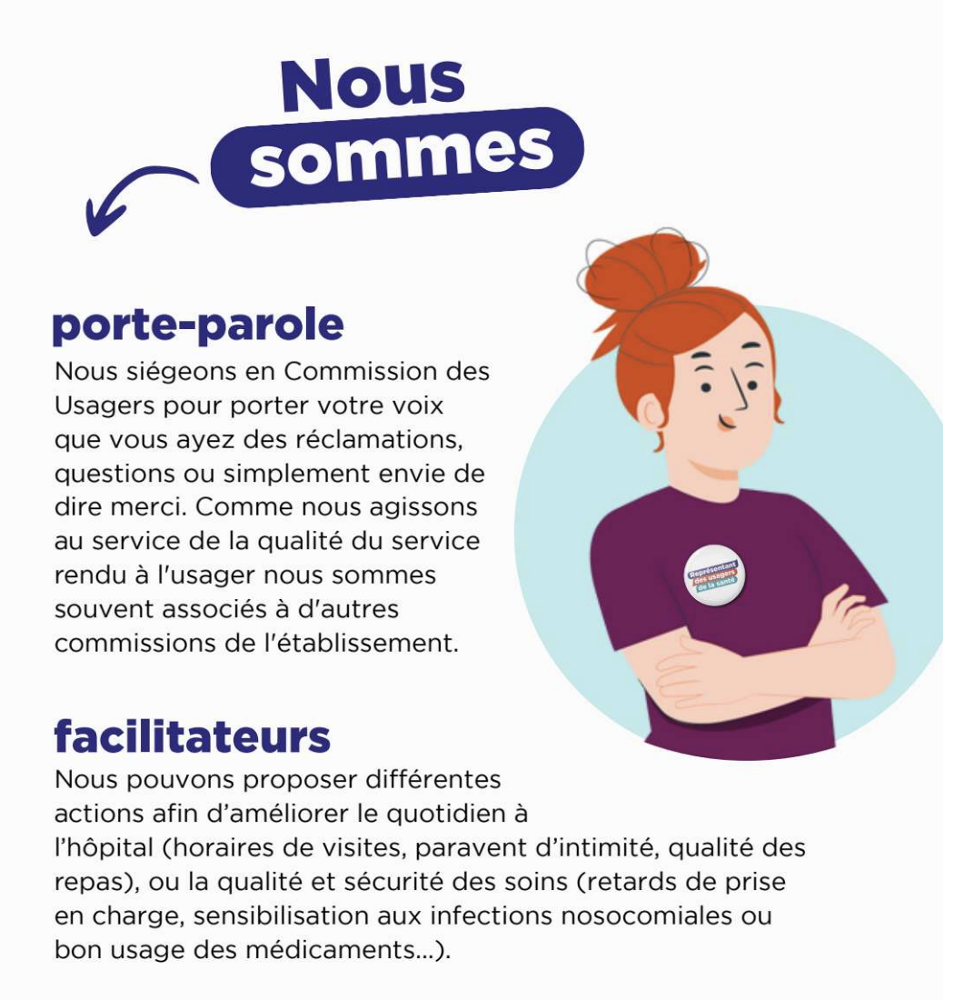 Nous
sommes
porte-parole
Nous siégeons en Commission des
Usagers pour porter votre voix
que vous ayez des réclamations,
questions ou simplement envie de
dire merci. Comme nous agissons
au service de la qualité du service
rendu à l'usager nous sommes
souvent associés à d'autres
commissions de l'établissement.
Représentant
des usagers
de la santé
facilitateurs
Nous pouvons proposer différentes
actions afin d’améliorer le quotidien à
l’hôpital (horaires de visites, paravent d’intimité, qualité des
repas), ou la qualité et sécurité des soins (retards de prise
en charge, sensibilisation aux infections nosocomiales ou
bon usage des médicaments...).